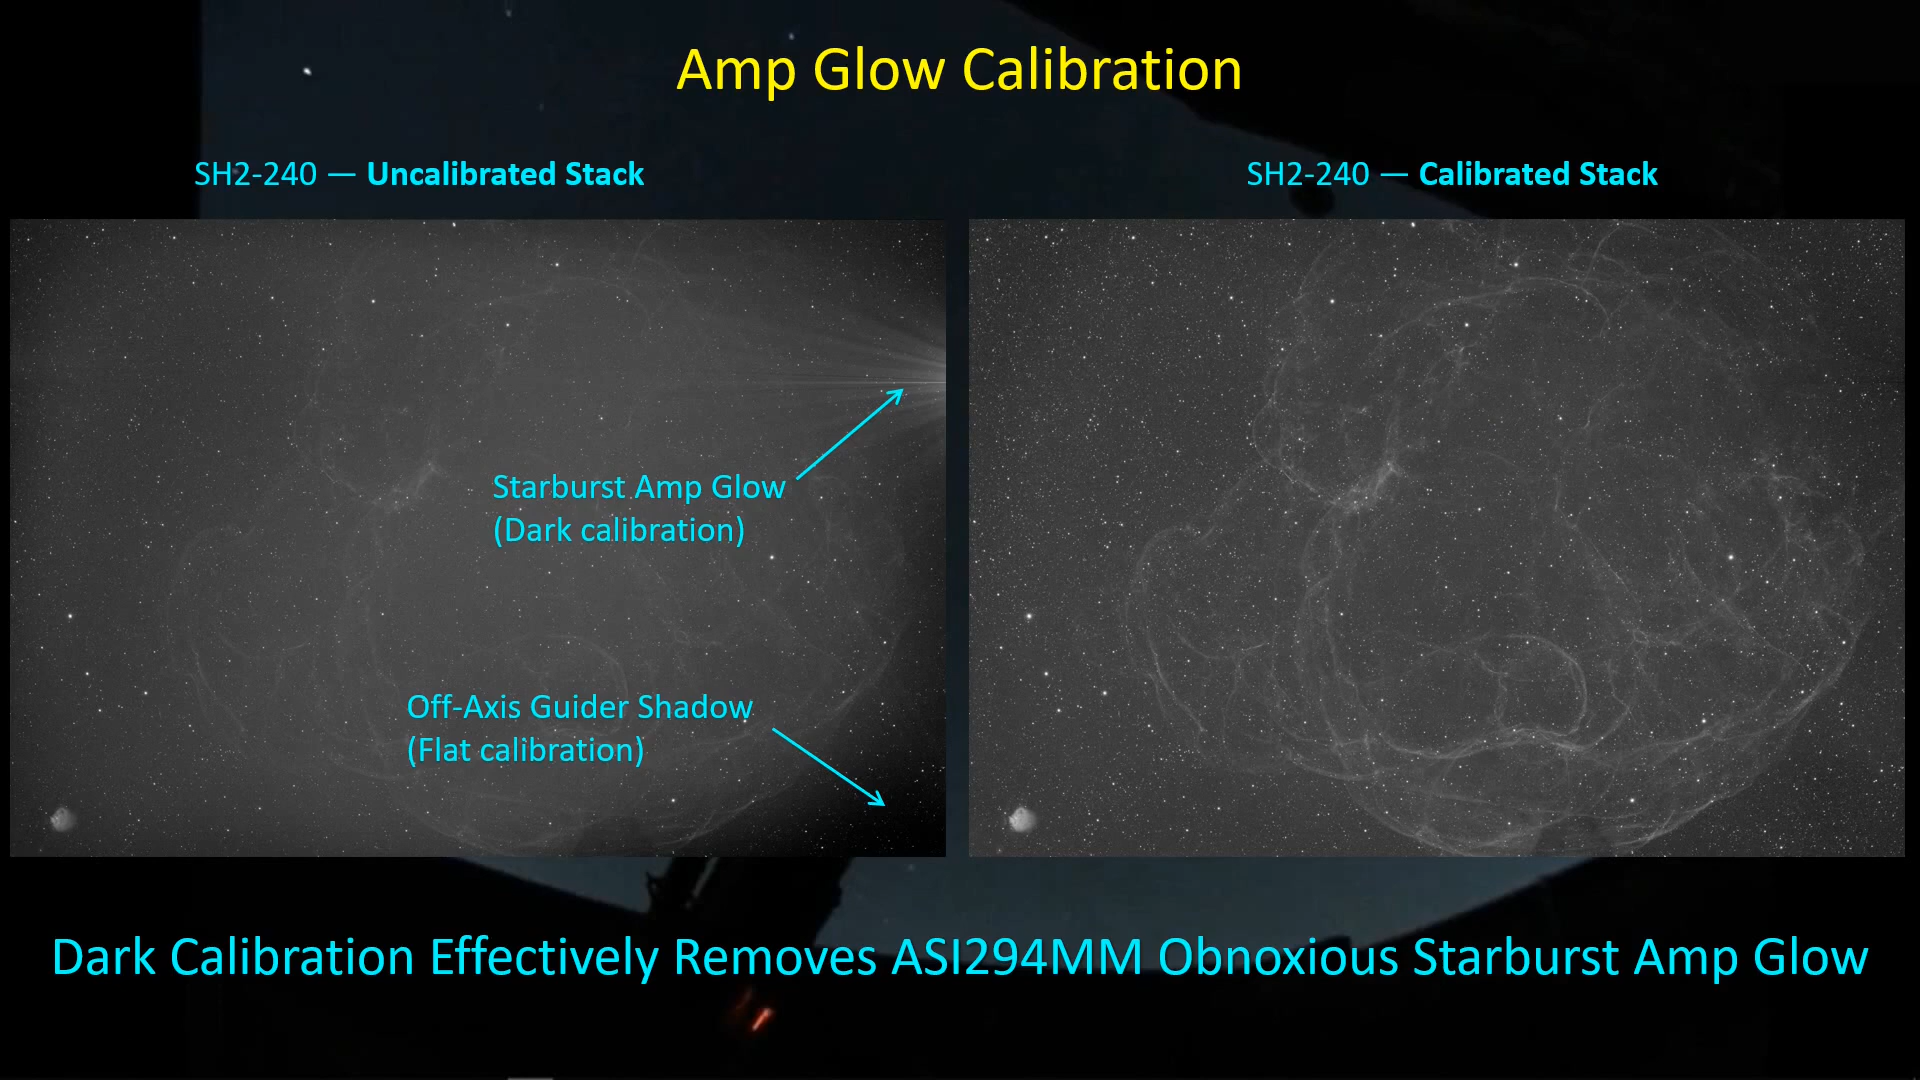 Amp Glow Calibration
SH2-240 — Uncalibrated Stack
SH2-240 — Calibrated Stack
Starburst Amp Glow
(Dark calibration)
Off-Axis Guider Shadow
(Flat calibration)
Dark Calibration Effectively Removes ASI294MM Obnoxious Starburst Amp Glow